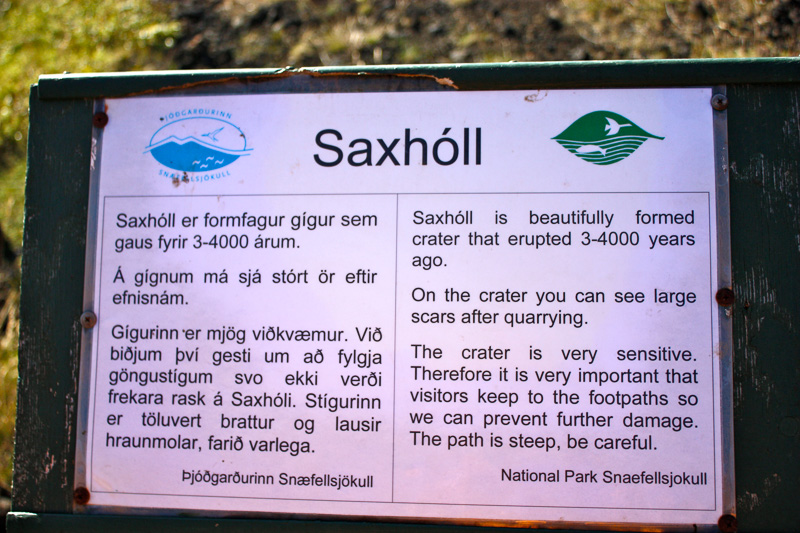 ÞJÓÐGARÐURINN
SNÆFELLSJÖKULL
Saxhóll
Saxhóll er formfagur gígur sem
gaus fyrir 3-4000 árum.
Á gígnum má sjá stórt ör eftir
efnisnám.
Gígurinn er mjög viðkvæmur. Við
biðjum því gesti um að fylgja
göngustígum svo ekki verði
frekara rask á Saxhóli. Stígurinn
er töluvert brattur og lausir
hraunmolar, farið varlega.
Þjóðgarðurinn Snæfellsjökull
Saxhóll is beautifully formed
crater that erupted 3-4000 years
ago.
On the crater you can see large
scars after quarrying.
The crater is very sensitive.
Therefore it is very important that
visitors keep to the footpaths so
we can prevent further damage.
The path is steep, be careful.
National Park Snaefellsjokull